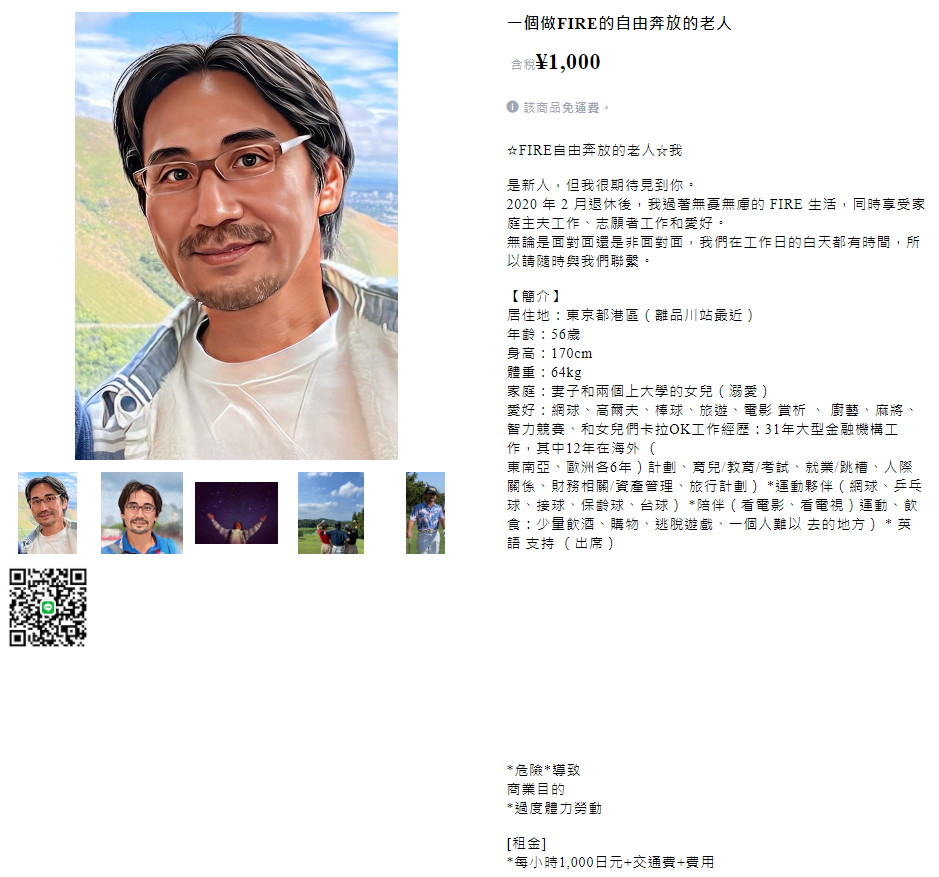 一個做FIRE的自由奔放的老人
含稅¥1,000
該商品免運費。
☆FIRE自由奔放的老人☆我
是新人，但我很期待見到你。
2020 年 2 月退休後，我過著無憂無慮的 FIRE 生活，同時享受家
庭主夫工作、志願者工作和愛好。
無論是面對面還是非面對面，我們在工作日的白天都有時間，所
以請隨時與我們聯繫。
【簡介】
居住地：東京都港區（離品川站最近）
年齡：56歲
身高：170cm
體重：64kg
家庭：妻子和兩個上大學的女兒（溺愛）
愛好：網球、高爾夫、棒球、旅遊、電影 賞析 、 廚藝、麻將、
智力競賽、和女兒們卡拉OK工作經歷：31年大型金融機構工
作，其中12年在海外 （
東南亞、歐洲各6年）計劃、育兒/教育/考試、就業/跳槽、人際
關係、財務相關/資產管理、旅行計劃） *運動夥伴（網球、乒乓
球、接球、保齡球、台球） *陪伴（看電影、看電視）運動、飲
食：少量飲酒、購物、逃脫遊戲、一個人難以 去的地方） * 英
語 支持 （出席）
*危險*導致
商業目的
*過度體力勞動
[租金]
*每小時1,000日元+交通費+費用